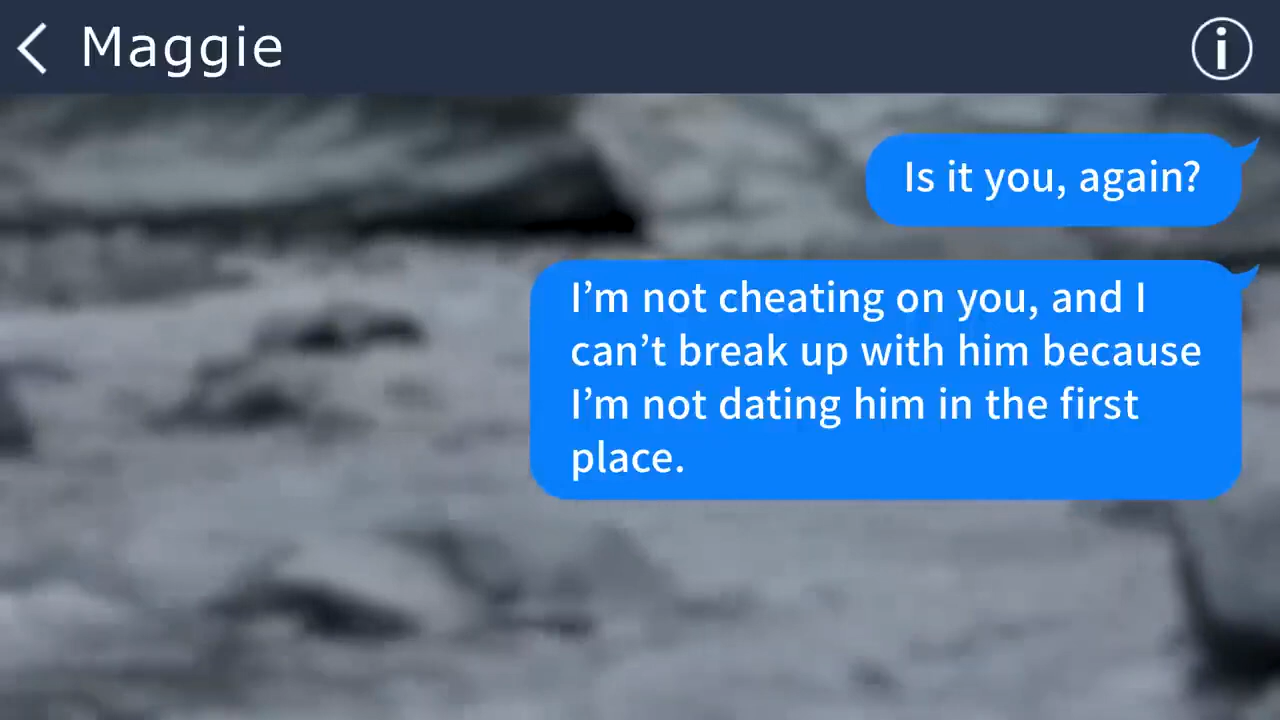 Maggie
Is it you, again?
I’m not cheating on you, and I
can’t break up with him because
I’m not dating him in the first
place.